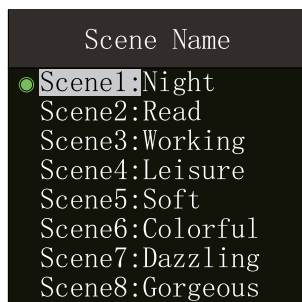 Scene Name
Scene1:Night
Scene2:Read
Scene3:Working
Scene4:Leisure
Scene5:Soft
Scene6:Colorful
Scene7:Dazzling
Scene8:Gorgeous